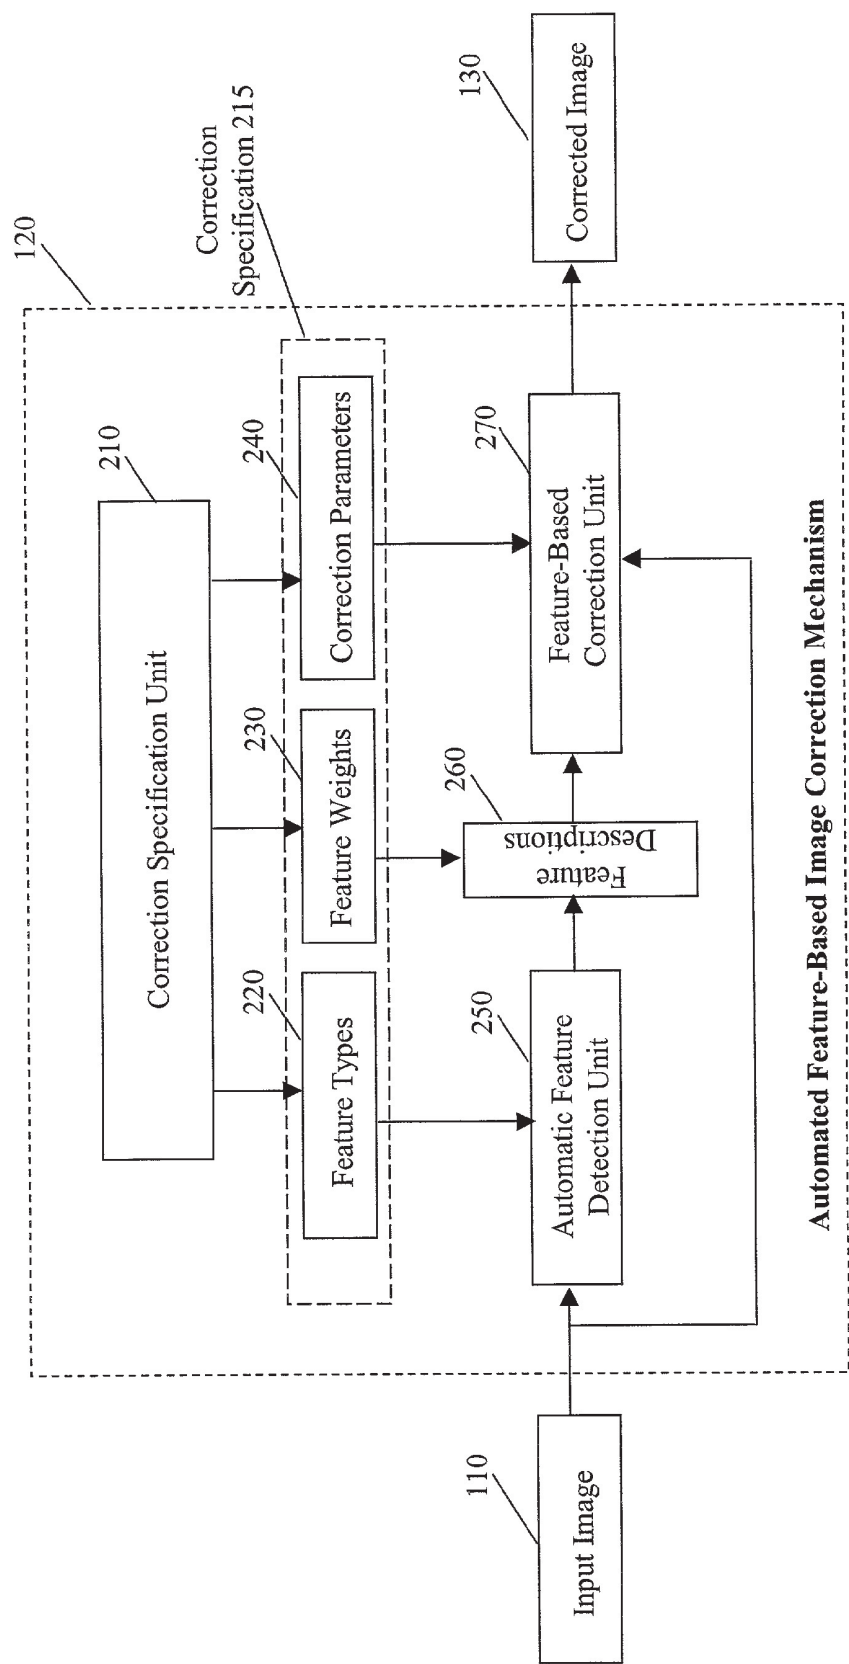 120
Correction
Specification 215
210
Correction Specification Unit
220
230
240
Feature Types
Feature Weights
Correction Parameters
110
250
260
270
130
Input Image
Automatic Feature
Detection Unit
Feature
Descriptions
Feature-Based
Correction Unit
Corrected Image
Automated Feature-Based Image Correction Mechanism